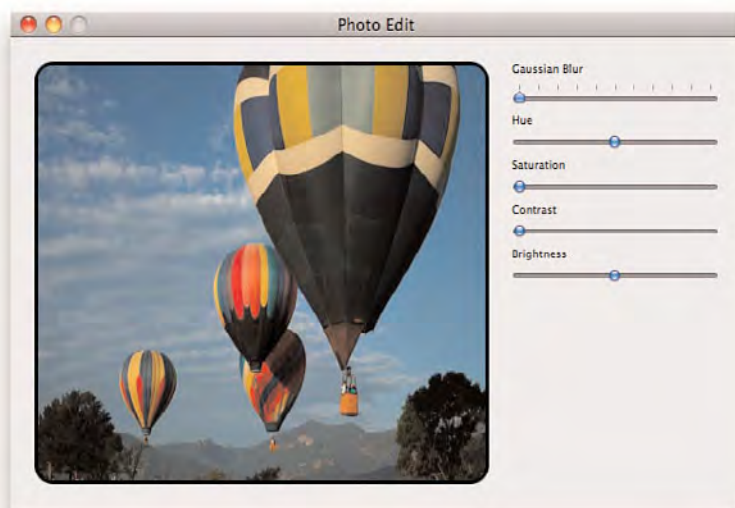 Photo Edit
Gaussian Blur
Hue
Saturation
Contrast
Brightness